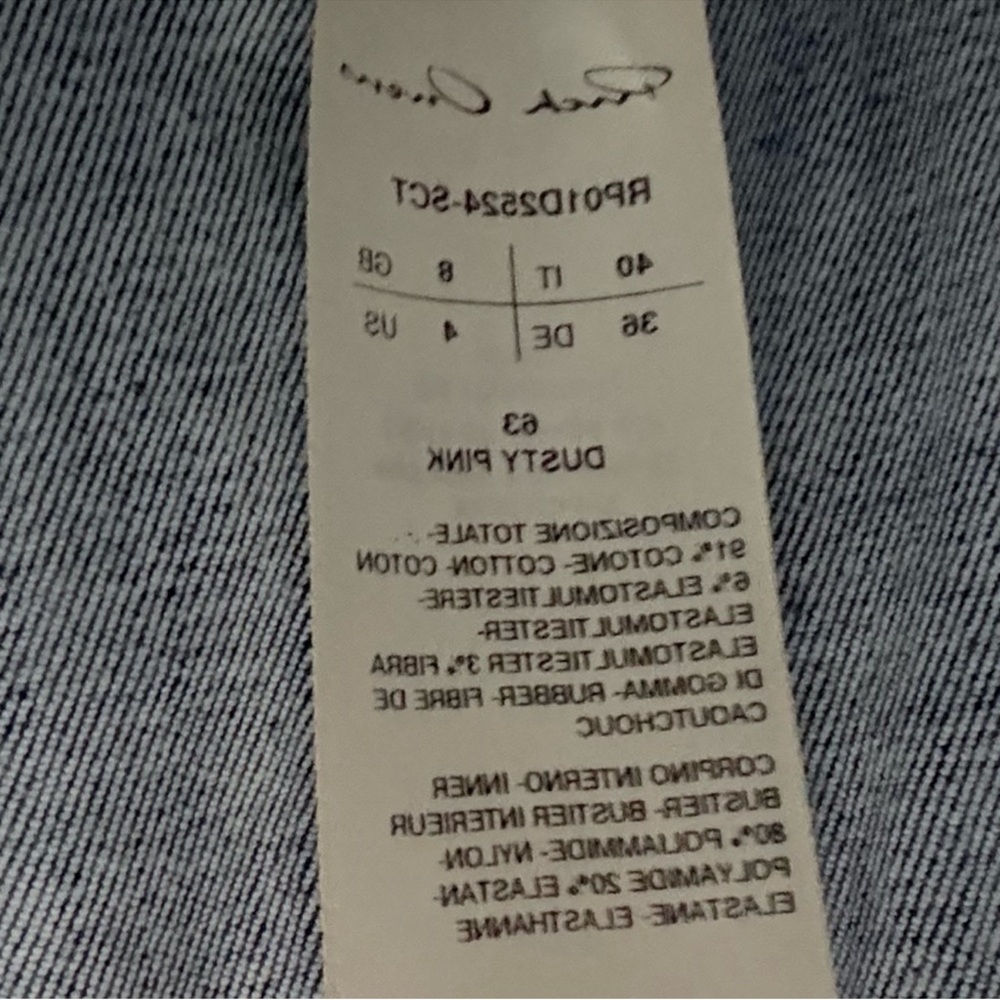 Rick Owens
RP01D2524-SCT
40 IT 8 GB
36 DE 4 US
63
DUSTY PINK
COMPOSIZIONE TOTALE-
91% COTONE- COTTON- COTON
6% ELASTOMULTIESTERE-
ELASTOMULTIESTER-
ELASTOMULTIESTER 3% FIBRA
DI GOMMA- RUBBER- FIBRE DE
CAOUTCHOUC
CORPINO INTERNO- INNER
BUSTIER- BUSTIER INTERIEUR
80% POLIAMMIDE- NYLON-
POLYAMIDE 20% ELASTAN-
ELASTANE- ELASTHANNE